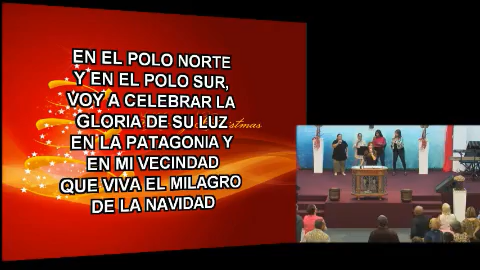 EN EL POLO NORTE
Y EN EL POLO SUR,
VOY A CELEBRAR LA
GLORIA DE SU LUZ
EN LA PATAGONIA Y
EN MI VECINDAD
QUE VIVA EL MILAGRO
DE LA NAVIDAD